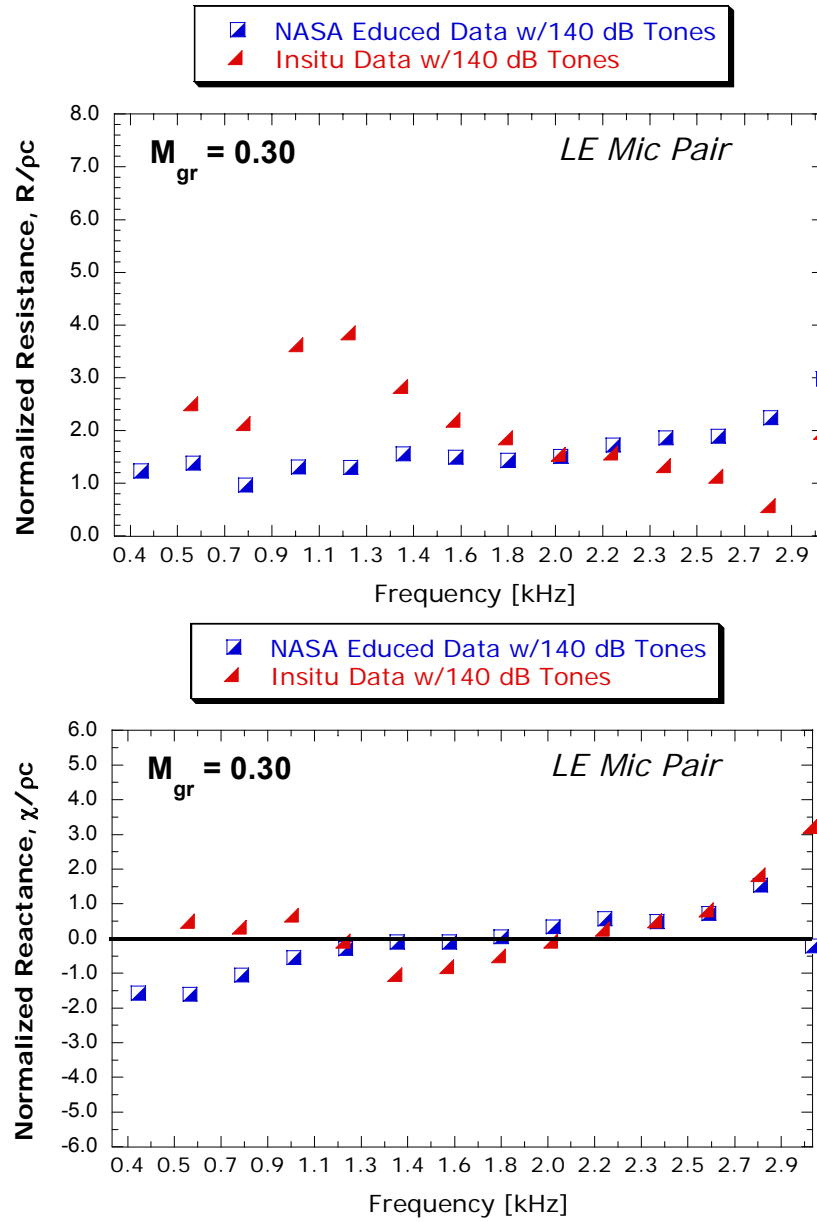 NASA Educed Data w/140 dB Tones
Insitu Data w/140 dB Tones
8.0
7.0
6.0
5.0
4.0
3.0
2.0
1.0
0.0
Normalized Resistance, R/ρc
M_gr = 0.30
LE Mic Pair
0.4 0.5 0.7 0.9 1.1 1.3 1.4 1.6 1.8 2.0 2.2 2.4 2.5 2.7 2.9
Frequency [kHz]
NASA Educed Data w/140 dB Tones
Insitu Data w/140 dB Tones
6.0
5.0
4.0
3.0
2.0
1.0
0.0
-1.0
-2.0
-3.0
-4.0
-5.0
-6.0
Normalized Reactance, χ/ρc
M_gr = 0.30
LE Mic Pair
0.4 0.5 0.7 0.9 1.1 1.3 1.4 1.6 1.8 2.0 2.2 2.4 2.5 2.7 2.9
Frequency [kHz]